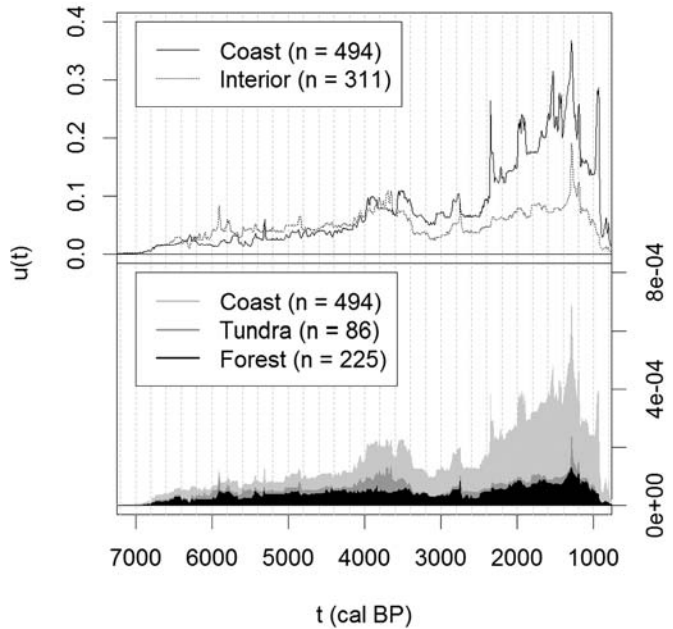 0.4
0.3
0.2
0.1
0.0
Coast (n = 494)
Interior (n = 311)
u(t)
Coast (n = 494)
Tundra (n = 86)
Forest (n = 225)
8e-04
4e-04
0e+00
7000 6000 5000 4000 3000 2000 1000
t (cal BP)